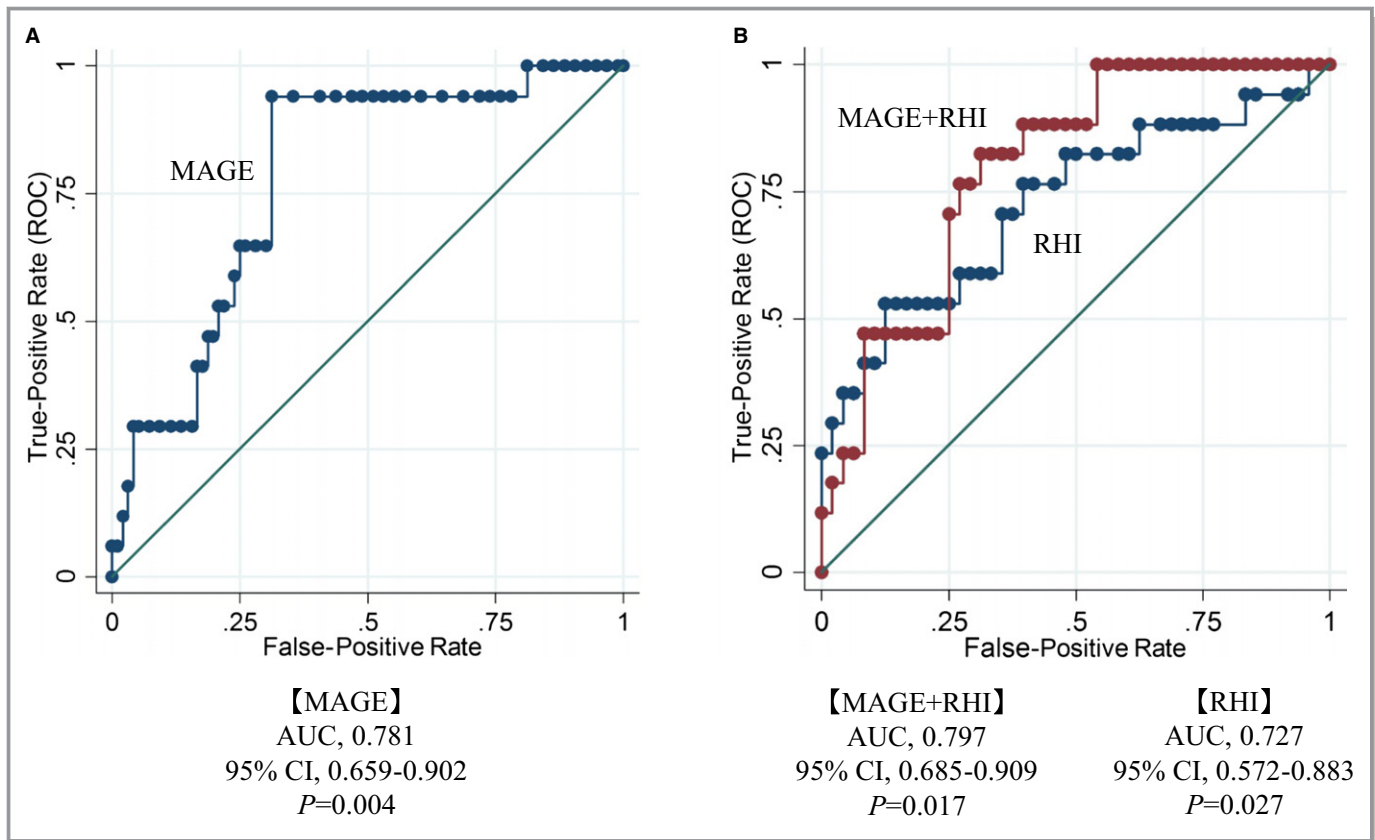 A
True-Positive Rate (ROC)
1
.75
.5
.25
0
MAGE
0 .25 .5 .75 1
False-Positive Rate
【MAGE】
AUC, 0.781
95% CI, 0.659-0.902
P=0.004
B
True-Positive Rate (ROC)
1
.75
.5
.25
0
MAGE+RHI
RHI
0 .25 .5 .75 1
False-Positive Rate
【MAGE+RHI】
AUC, 0.797
95% CI, 0.685-0.909
P=0.017
【RHI】
AUC, 0.727
95% CI, 0.572-0.883
P=0.027